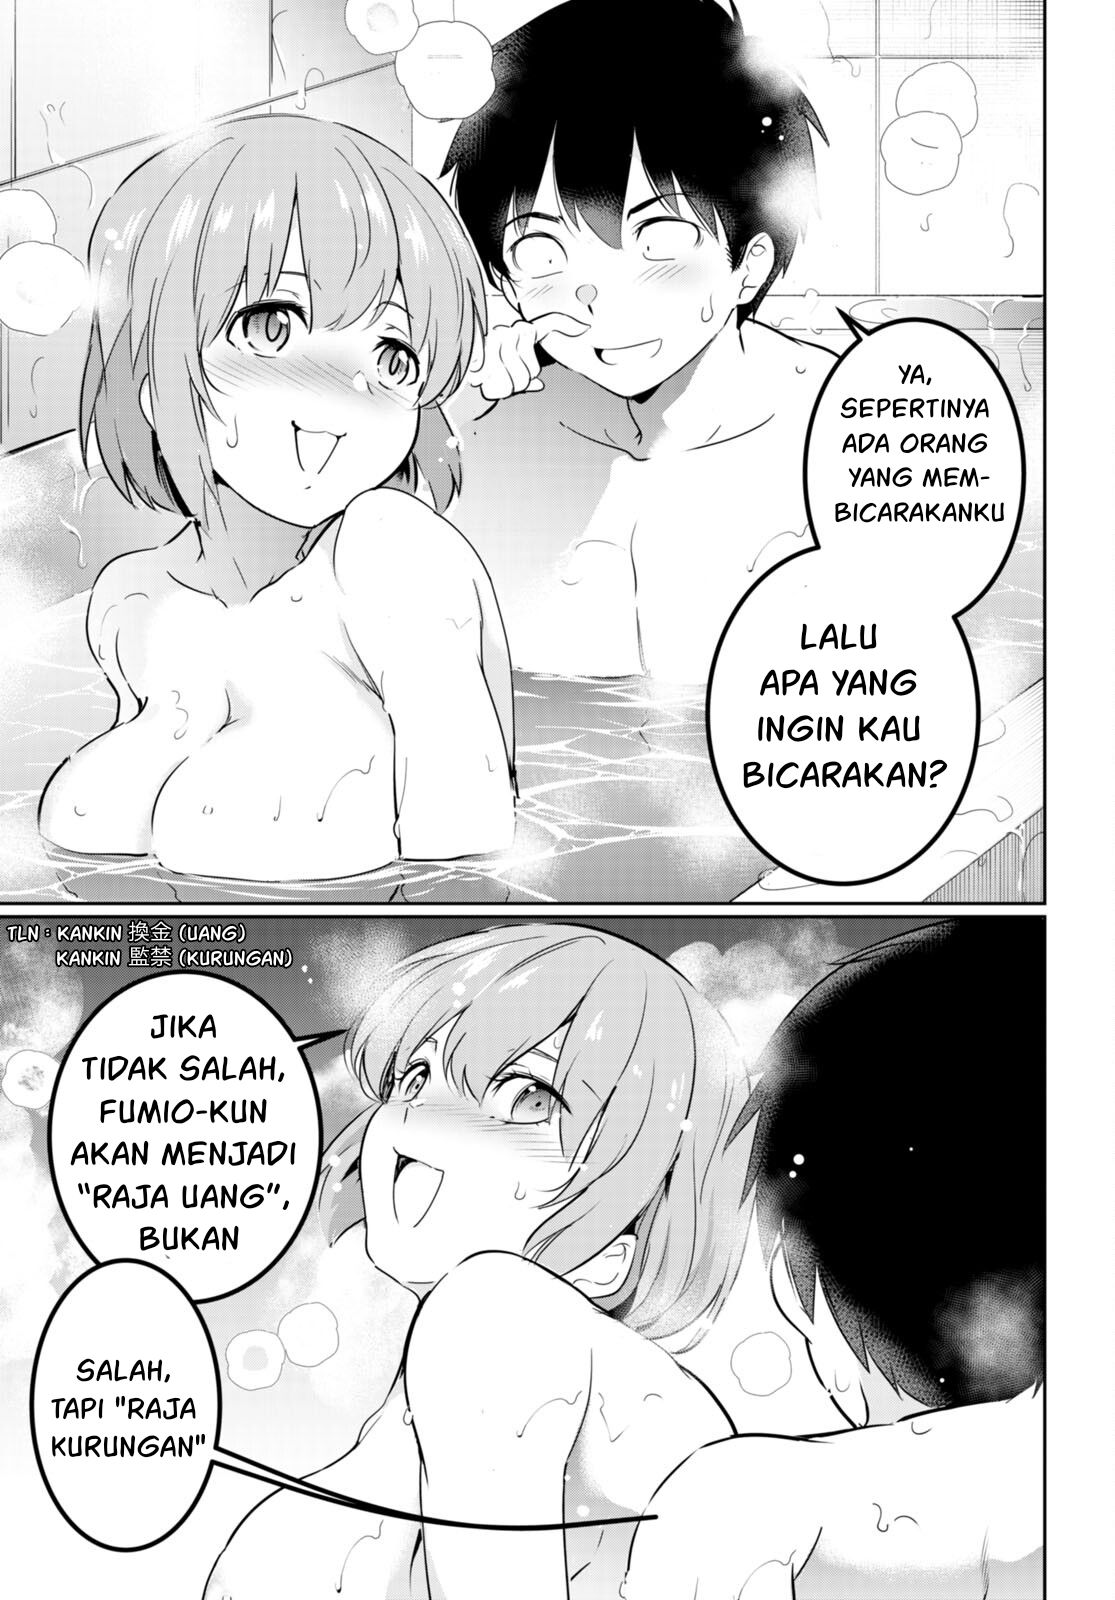 YA,
SEPERTINYA
ADA ORANG
YANG MEM-
BICARAKANKU
LALU
APA YANG
INGIN KAU
BICARAKAN?
TLN : KANKIN 換金 (UANG)
KANKIN 監禁 (KURUNGAN)
JIKA
TIDAK SALAH,
FUMIO-KUN
AKAN MENJADI
"RAJA UANG",
BUKAN
SALAH,
TAPI "RAJA
KURUNGAN"